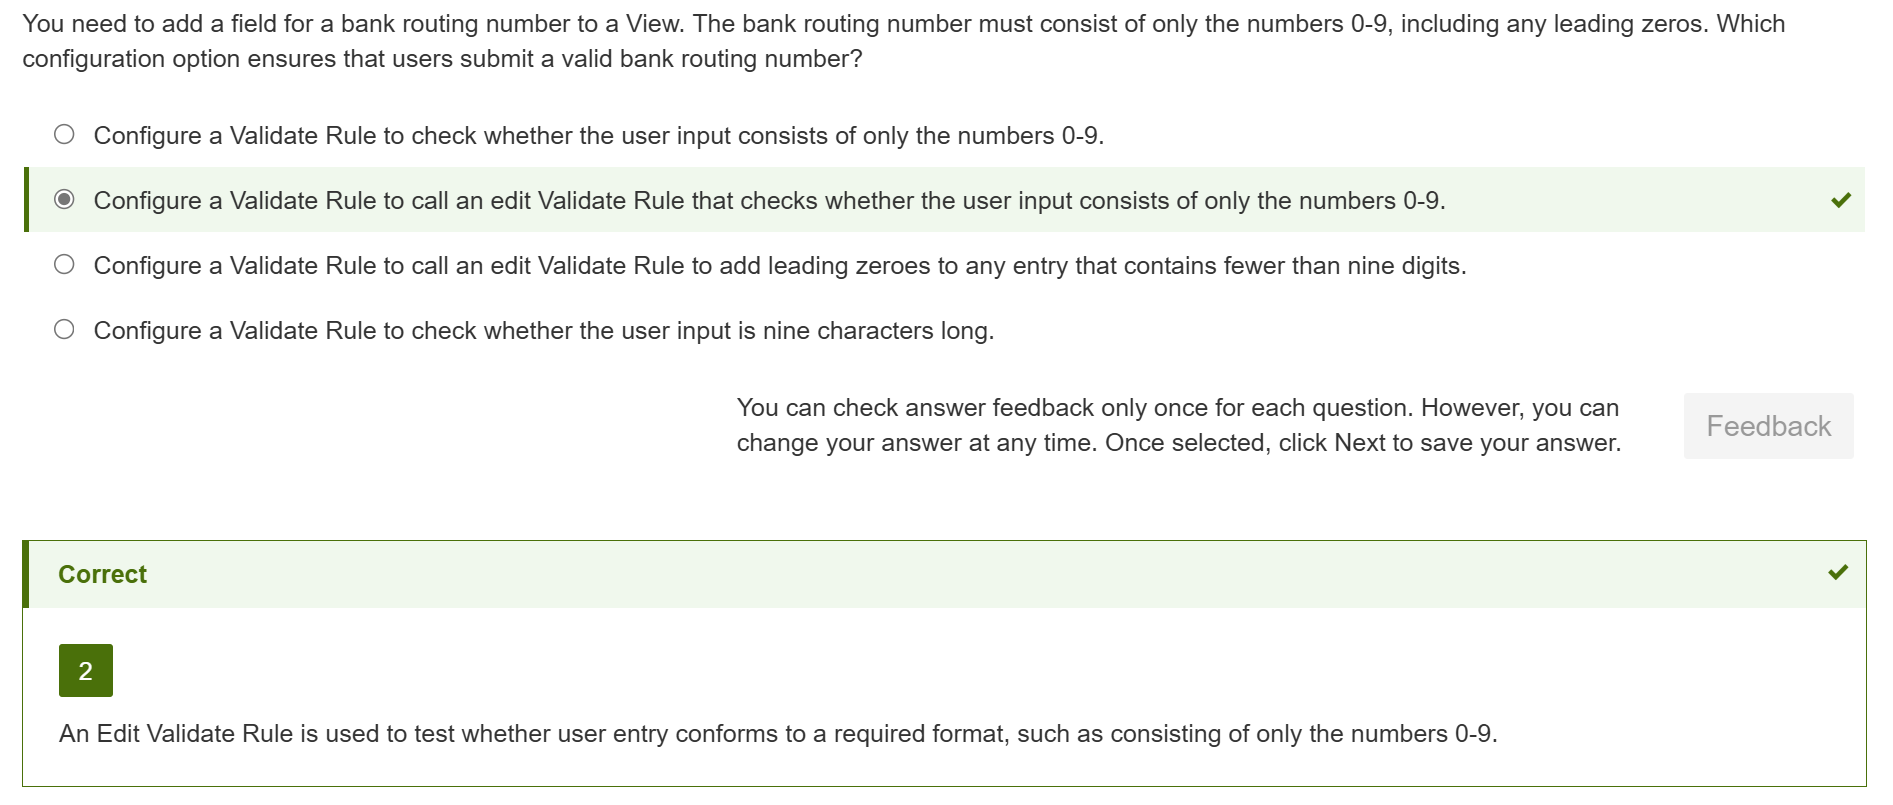 You need to add a field for a bank routing number to a View. The bank routing number must consist of only the numbers 0-9, including any leading zeros. Which
configuration option ensures that users submit a valid bank routing number?
Configure a Validate Rule to check whether the user input consists of only the numbers 0-9.
Configure a Validate Rule to call an edit Validate Rule that checks whether the user input consists of only the numbers 0-9.
Configure a Validate Rule to call an edit Validate Rule to add leading zeroes to any entry that contains fewer than nine digits.
Configure a Validate Rule to check whether the user input is nine characters long.
You can check answer feedback only once for each question. However, you can
change your answer at any time. Once selected, click Next to save your answer.
Feedback
Correct
2
An Edit Validate Rule is used to test whether user entry conforms to a required format, such as consisting of only the numbers 0-9.